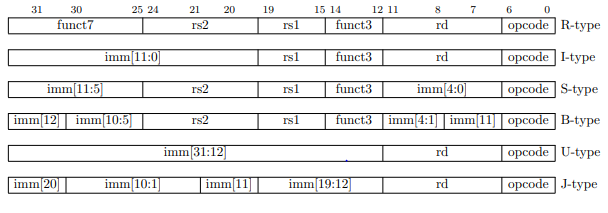 31 30 25 24 21 20 19 15 14 12 11 8 7 6 0
funct7 rs2 rs1 funct3 rd opcode R-type
imm[11:0] rs1 funct3 rd opcode I-type
imm[11:5] rs2 rs1 funct3 imm[4:0] opcode S-type
imm[12] imm[10:5] rs2 rs1 funct3 imm[4:1] imm[11] opcode B-type
imm[31:12] rd opcode U-type
imm[20] imm[10:1] imm[11] imm[19:12] rd opcode J-type